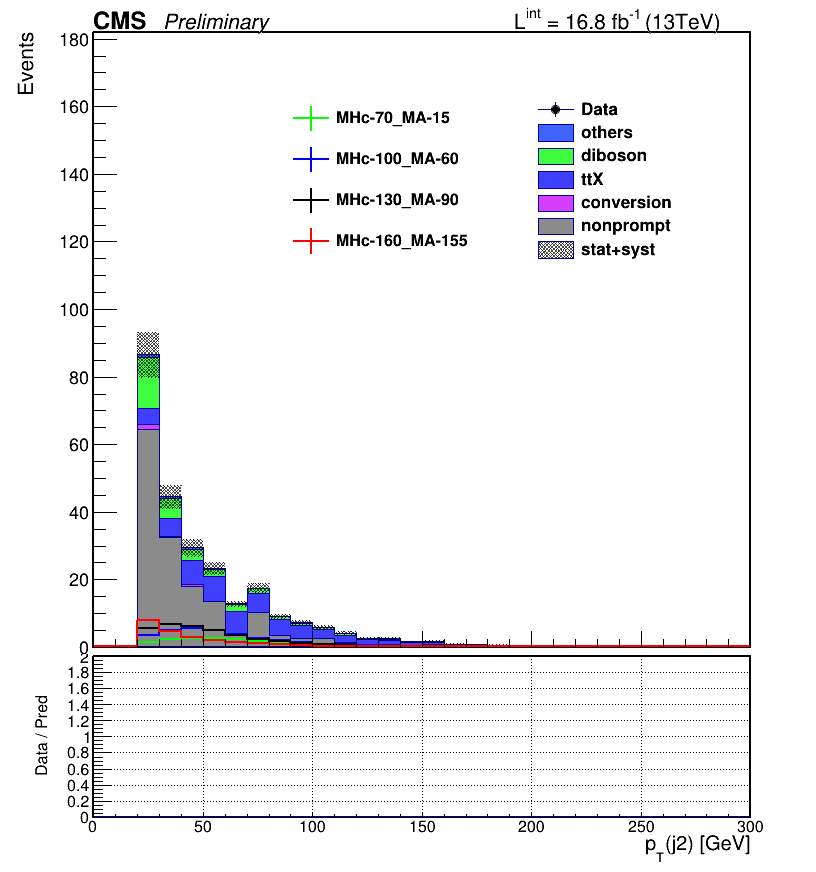 CMS Preliminary L^int = 16.8 fb^-1 (13TeV)
Events
180
160
140
120
100
80
60
40
20
0
MHc-70_MA-15
MHc-100_MA-60
MHc-130_MA-90
MHc-160_MA-155
Data
others
diboson
ttX
conversion
nonprompt
stat+syst
Data / Pred
2
1.8
1.6
1.4
1.2
1
0.8
0.6
0.4
0.2
0
0 50 100 150 200 250 300
p_T(j2) [GeV]